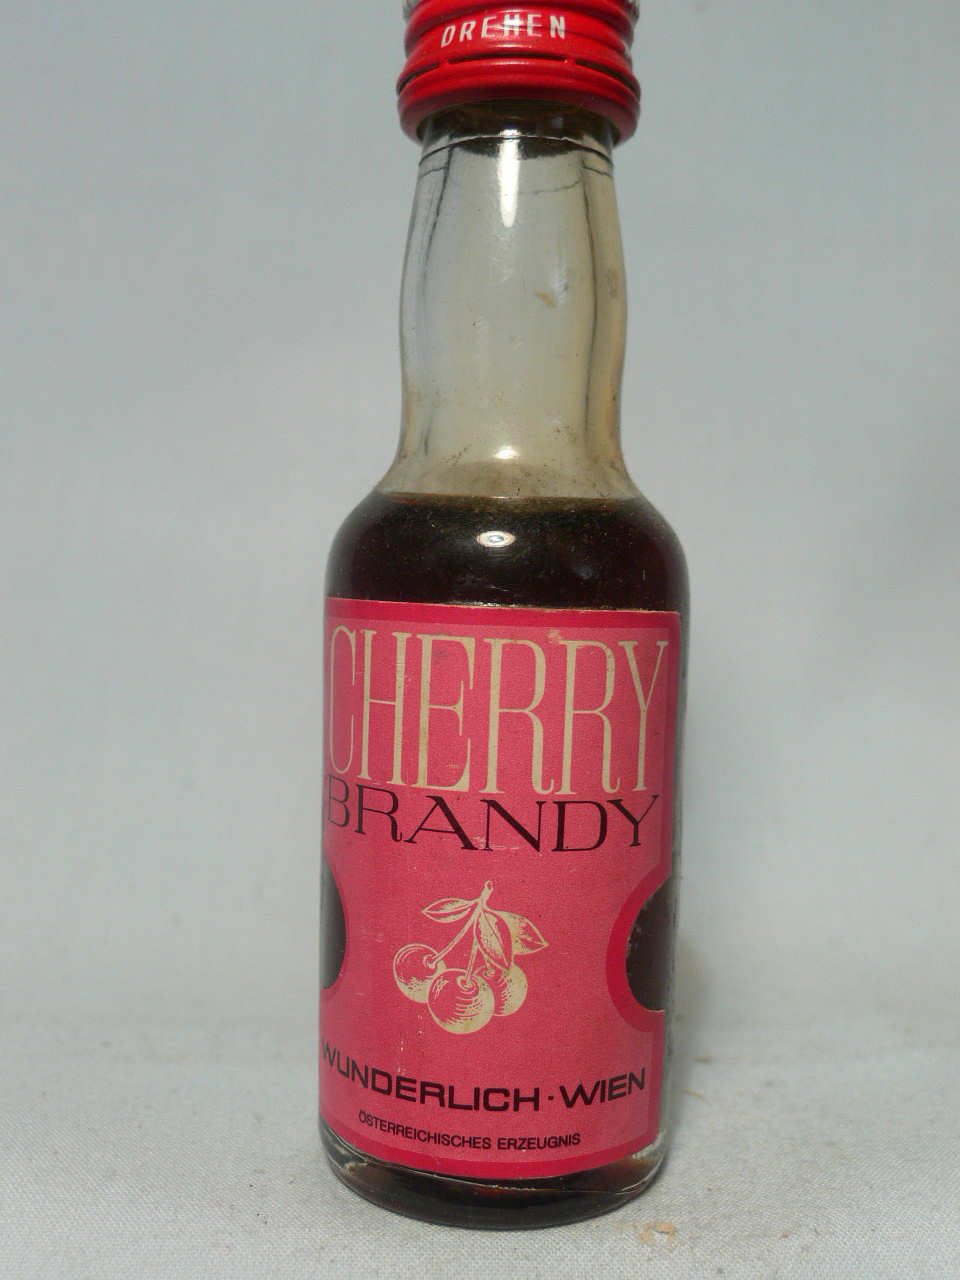 DREHEN
CHERRY
BRANDY
WUNDERLICH · WIEN
ÖSTERREICHISCHES ERZEUGNIS